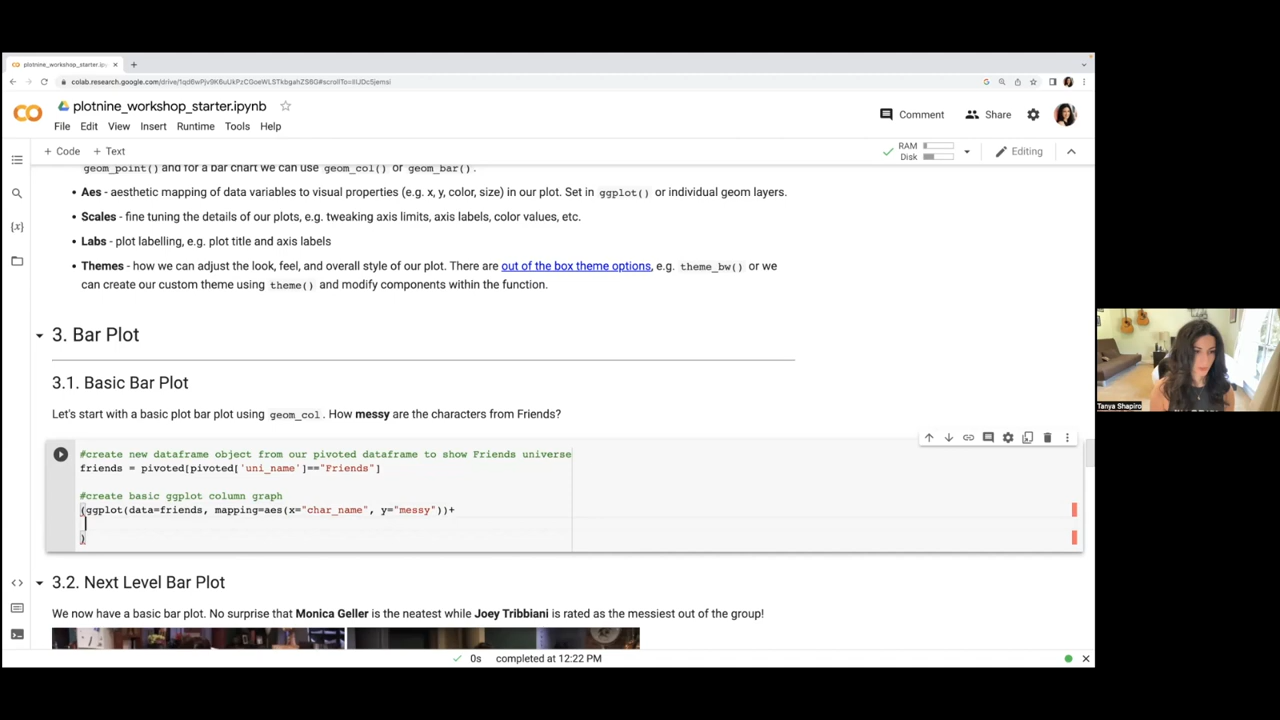 plotnine_workshop_starter.ipynb
plotnine_workshop_starter.ipynb
File Edit View Insert Runtime Tools Help
Comment Share
+ Code + Text
RAM
Disk
Editing
geom_point() and for a bar chart we can use geom_col() or geom_bar().
• Aes - aesthetic mapping of data variables to visual properties (e.g. x, y, color, size) in our plot. Set in ggplot() or individual geom layers.
• Scales - fine tuning the details of our plots, e.g. tweaking axis limits, axis labels, color values, etc.
• Labs - plot labelling, e.g. plot title and axis labels
• Themes - how we can adjust the look, feel, and overall style of our plot. There are out of the box theme options, e.g. theme_bw() or we
can create our custom theme using theme() and modify components within the function.
3. Bar Plot
3.1. Basic Bar Plot
Let's start with a basic plot bar plot using geom_col. How messy are the characters from Friends?
#create new dataframe object from our pivoted dataframe to show Friends universe
friends = pivoted[pivoted['uni_name']=="Friends"]
#create basic ggplot column graph
(ggplot(data=friends, mapping=aes(x="char_name", y="messy"))+
)
3.2. Next Level Bar Plot
We now have a basic bar plot. No surprise that Monica Geller is the neatest while Joey Tribbiani is rated as the messiest out of the group!
0s completed at 12:22 PM
Tanya Shapiro